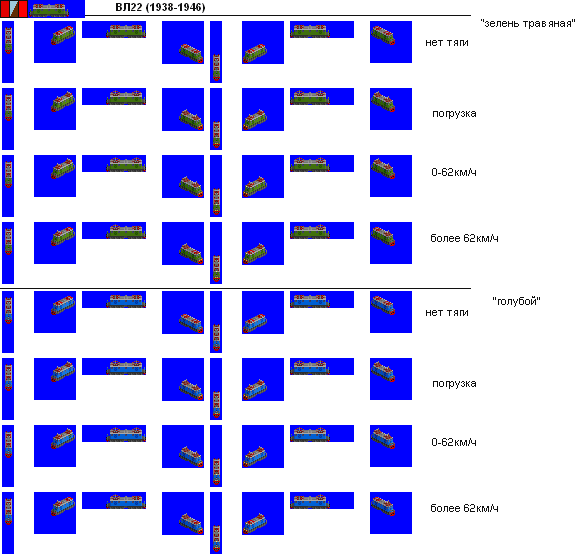 ВЛ22 (1938-1946)
"зелень травяная"
нет тяги
погрузка
0-62км/ч
более 62км/ч
"голубой"
нет тяги
погрузка
0-62км/ч
более 62км/ч